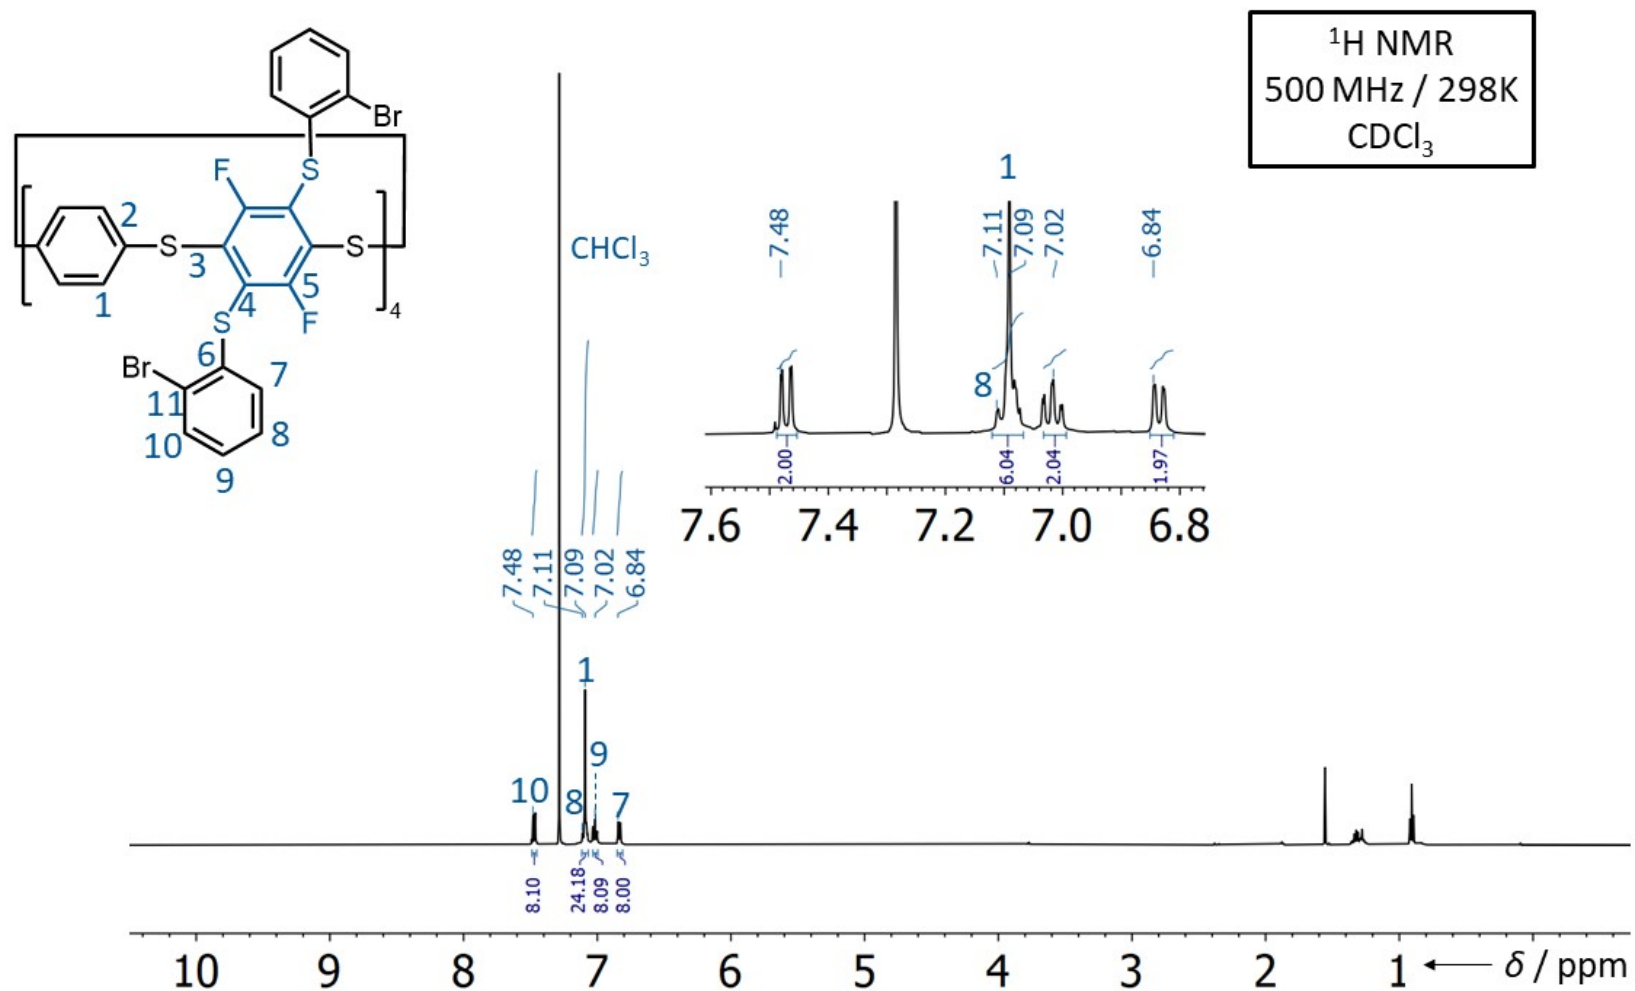 ¹H NMR
500 MHz / 298K
CDCl₃
Br
S
F
2
S
3
S
1
4
5
4
S
F
Br
6
7
11
10
8
9
CHCl₃
1
7.48
7.11
7.09
7.02
6.84
8
2.00
6.04
2.04
1.97
7.6 7.4 7.2 7.0 6.8
7.48
7.11
7.09
7.02
6.84
1
9
10
8
7
8.10
24.18
8.09
8.00
10 9 8 7 6 5 4 3 2 1
δ / ppm